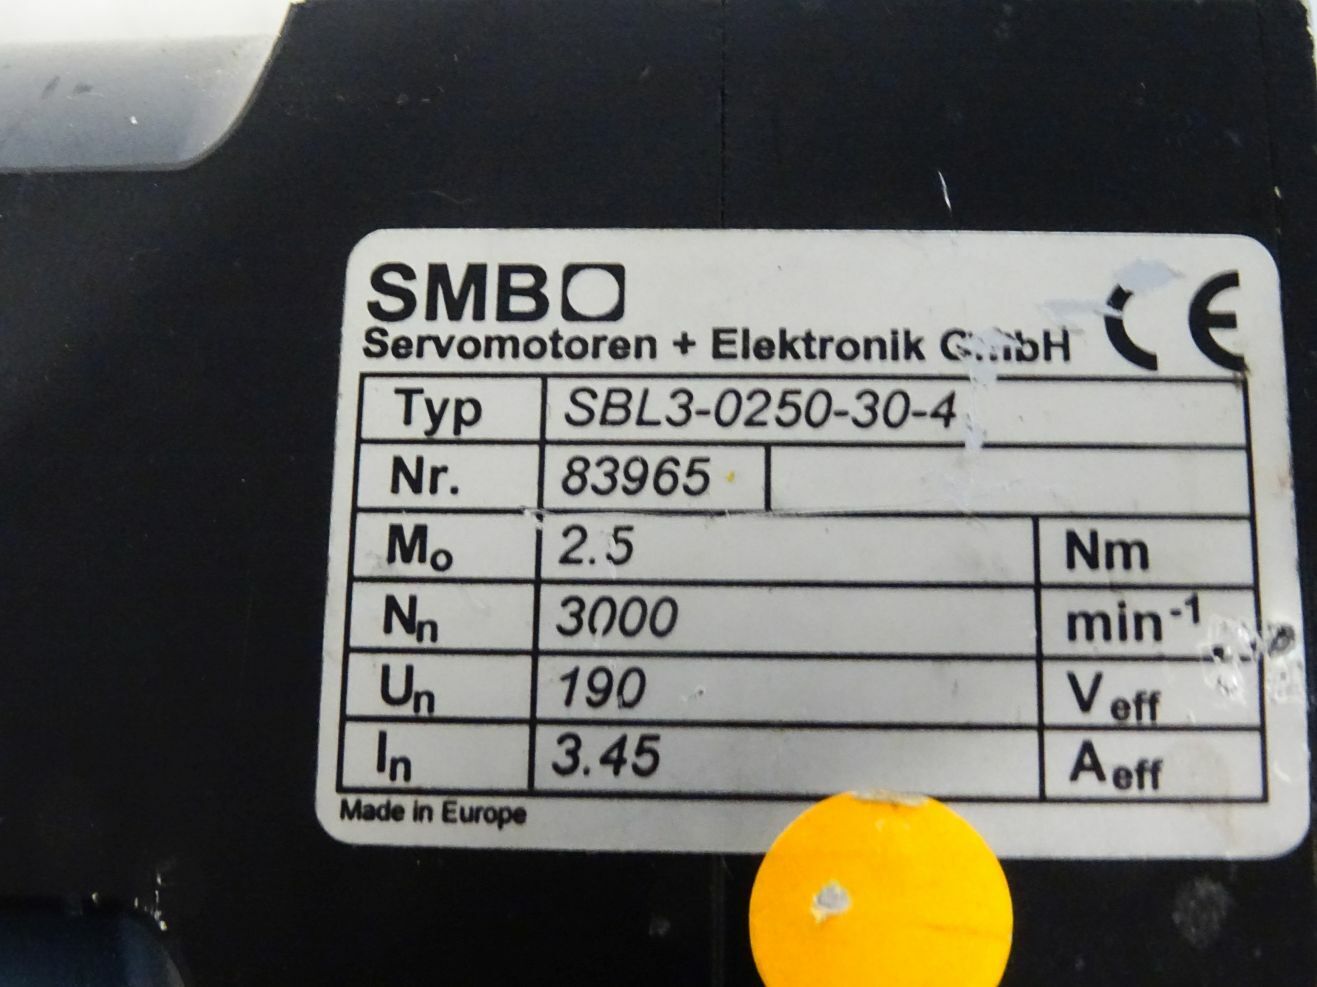 SMB
Servomotoren + Elektronik GmbH CE
Typ SBL3-0250-30-4
Nr. 83965
Mo 2.5 Nm
Nn 3000 min-1
Un 190 Veff
In 3.45 Aeff
Made in Europe